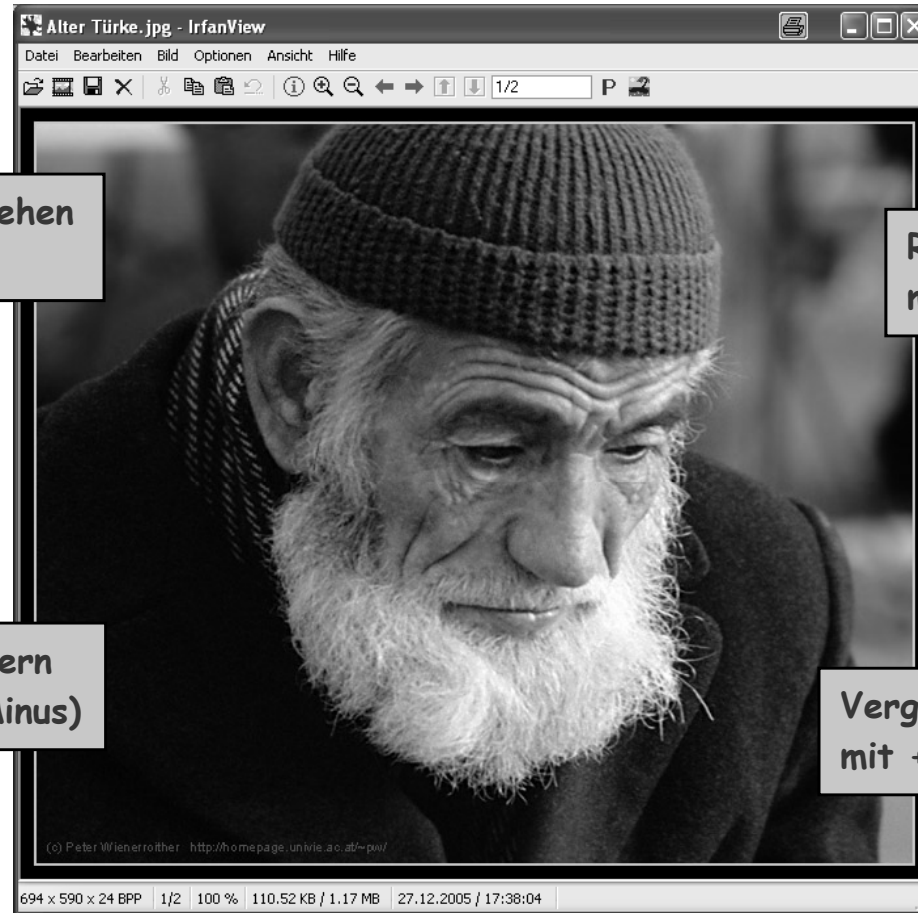 Alter Türke.jpg - IrfanView
Datei Bearbeiten Bild Optionen Ansicht Hilfe
1/2 P
ehen
ern
inus)
Verg
mit
(c) Peter Wienerroither http://homepage.univie.ac.at/~pw/
694 x 590 x 24 BPP 1/2 100 % 110.52 KB / 1.17 MB 27.12.2005 / 17:38:04